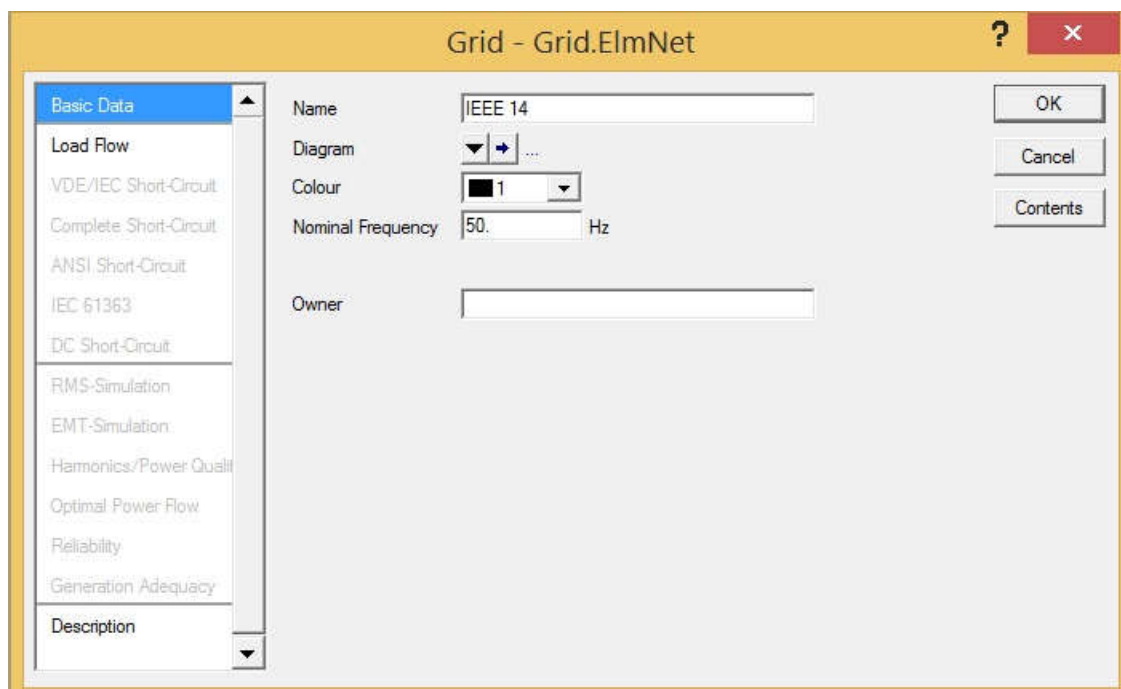 Grid - Grid.ElmNet
? ×
Basic Data
Load Flow
VDE/IEC Short-Circuit
Complete Short-Circuit
ANSI Short-Circuit
IEC 61363
DC Short-Circuit
RMS-Simulation
EMT-Simulation
Harmonics/Power Qualit
Optimal Power Flow
Reliability
Generation Adequacy
Description
Name IEEE 14
Diagram ...
Colour 1
Nominal Frequency 50. Hz
Owner
OK
Cancel
Contents